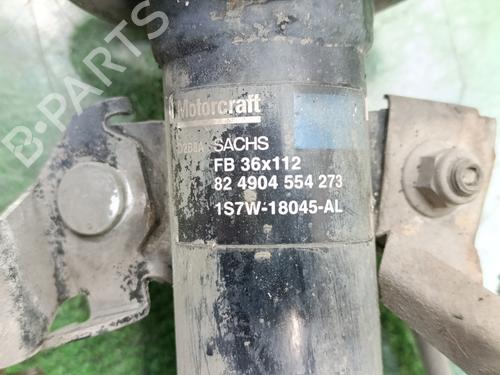 Motorcraft
SACHS
FB 36x112
82 4904 554 273
1S7W-18045-AL
B-PARTS